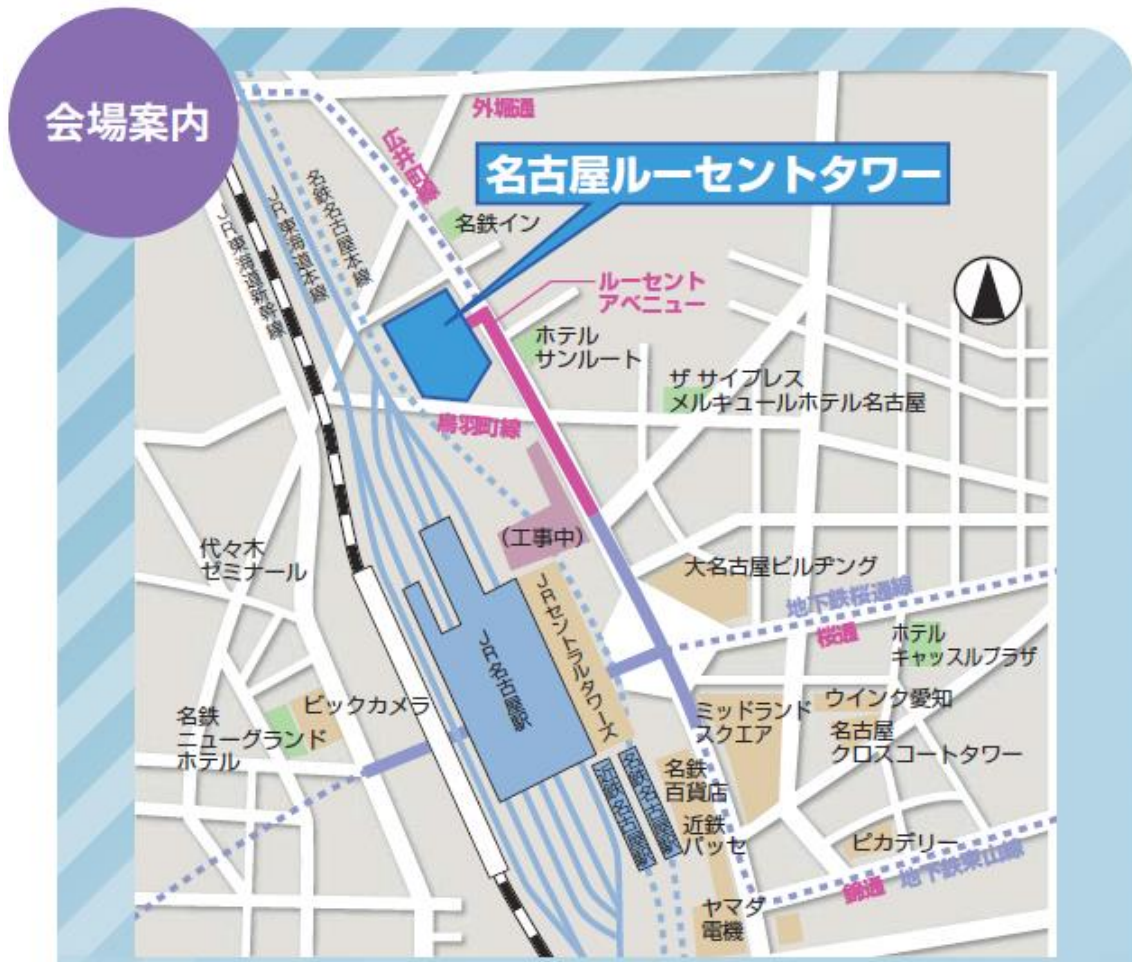 会場案内
外堀通
広井町線
名古屋ルーセントタワー
名鉄イン
名鉄名古屋本線
JR東海道本線
JR東海道新幹線
ルーセント
アベニュー
ホテル
サンルート
ザ サイプレス
メルキュールホテル名古屋
鳥羽町線
(工事中)
代々木
ゼミナール
大名古屋ビルヂング
地下鉄桜通線
桜通
JRセントラルタワーズ
JR名古屋駅
ホテル
キャッスルプラザ
ビックカメラ
名鉄
ニューグランド
ホテル
ミッドランド
スクエア
ウインク愛知
名古屋
クロスコートタワー
名鉄
百貨店
名鉄名古屋駅
近鉄名古屋駅
近鉄
パッセ
ピカデリー
地下鉄東山線
錦通
ヤマダ
電機